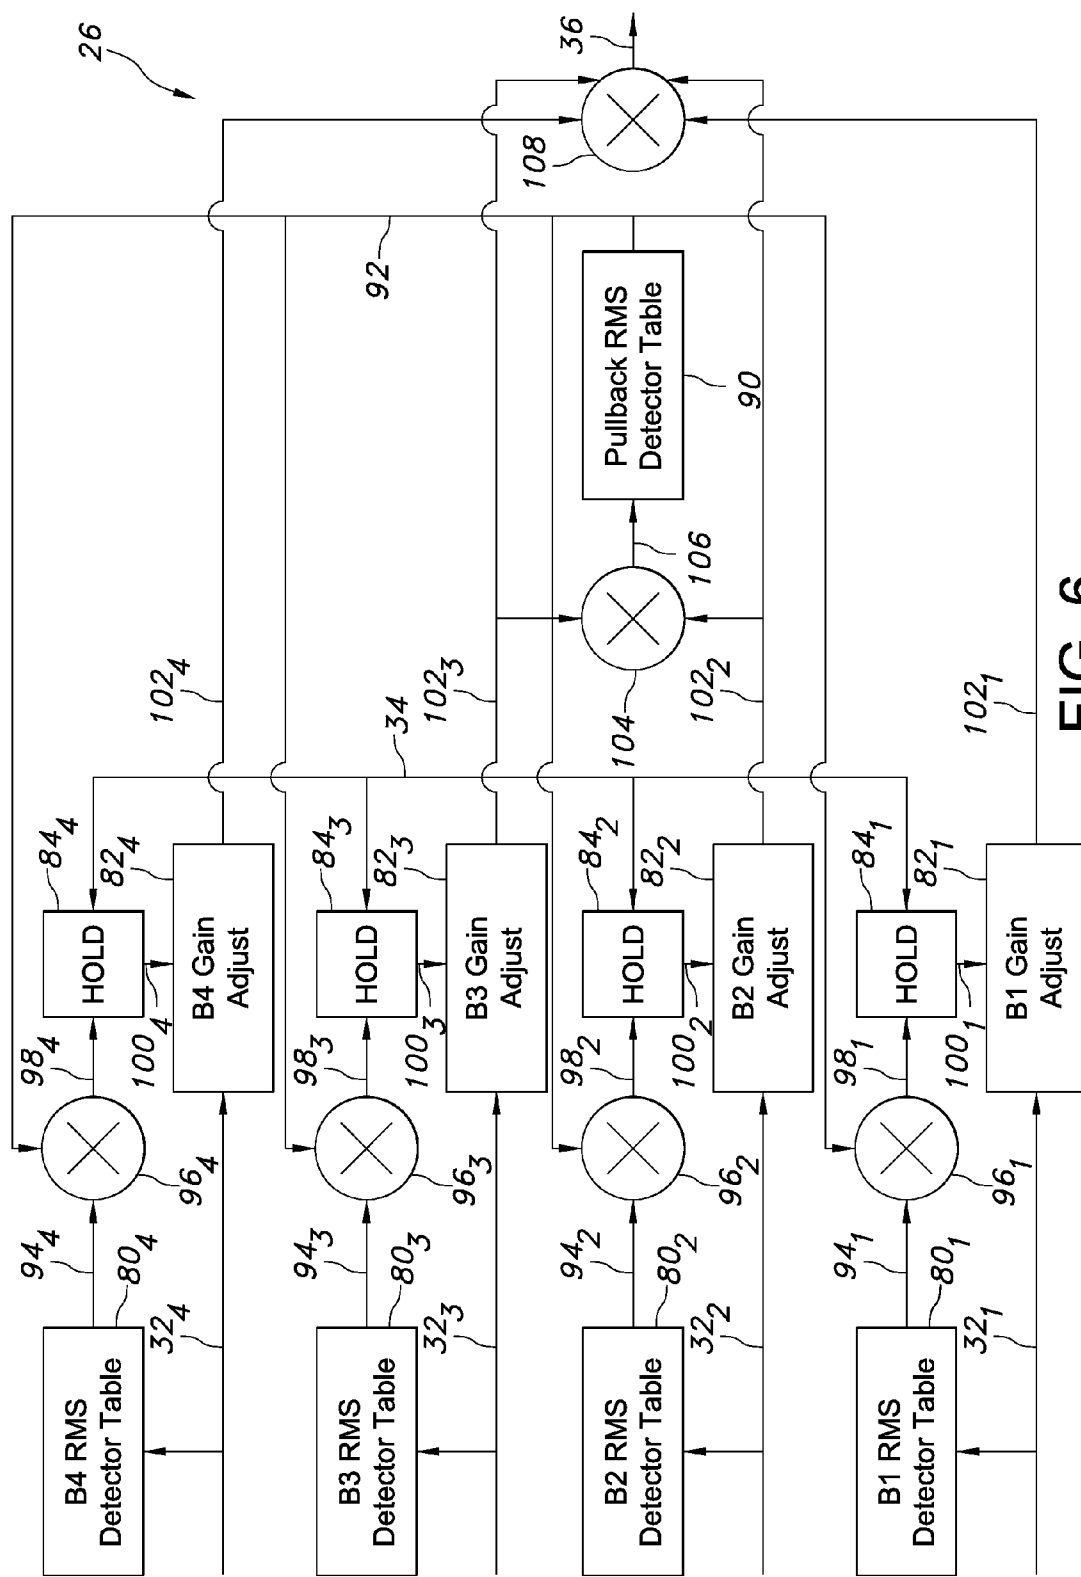 26
84₄
98₄
94₄
HOLD
100₄
82₄
B4 RMS
Detector Table
80₄
96₄
102₄
32₄
B4 Gain
Adjust
36
108
92
34
84₃
98₃
94₃
HOLD
100₃
82₃
B3 RMS
Detector Table
80₃
96₃
102₃
32₃
B3 Gain
Adjust
84₂
98₂
94₂
HOLD
100₂
82₂
B2 RMS
Detector Table
80₂
96₂
104
106
Pullback RMS
Detector Table
90
102₂
32₂
B2 Gain
Adjust
84₁
98₁
94₁
HOLD
100₁
82₁
B1 RMS
Detector Table
80₁
96₁
102₁
32₁
B1 Gain
Adjust
FIG. 6